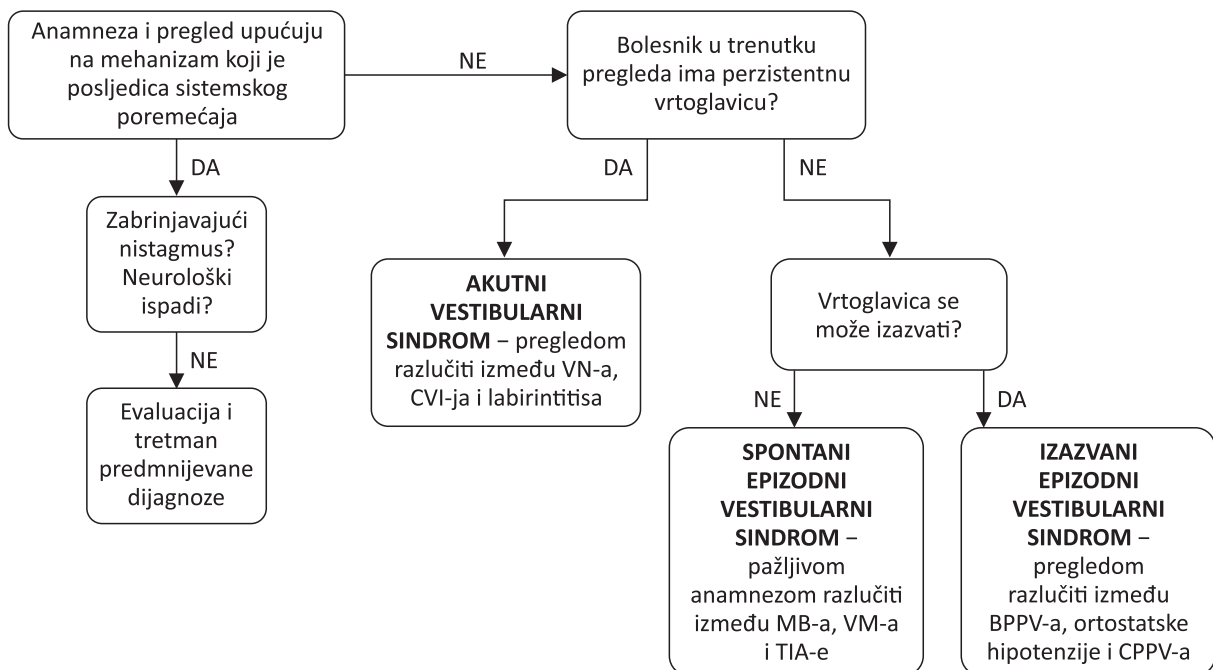 Anamneza i pregled upućuju
na mehanizam koji je
posljedica sistemskog
poremećaja
NE
Bolesnik u trenutku
pregleda ima perzistentnu
vrtoglavicu?
DA
DA
NE
Zabrinjavajući
nistagmus?
Neurološki
ispadi?
AKUTNI
VESTIBULARNI
SINDROM – pregledom
razlučiti između VN-a,
CVI-ja i labirintitisa
Vrtoglavica se
može izazvati?
NE
NE
DA
Evaluacija i
tretman
predmnijevane
dijagnoze
SPONTANI
EPIZODNI
VESTIBULARNI
SINDROM –
pažljivom
anamnezom razlučiti
između MB-a, VM-a
i TIA-e
IZAZVANI
EPIZODNI
VESTIBULARNI
SINDROM –
pregledom
razlučiti između
BPPV-a, ortostatske
hipotenzije i CPPV-a